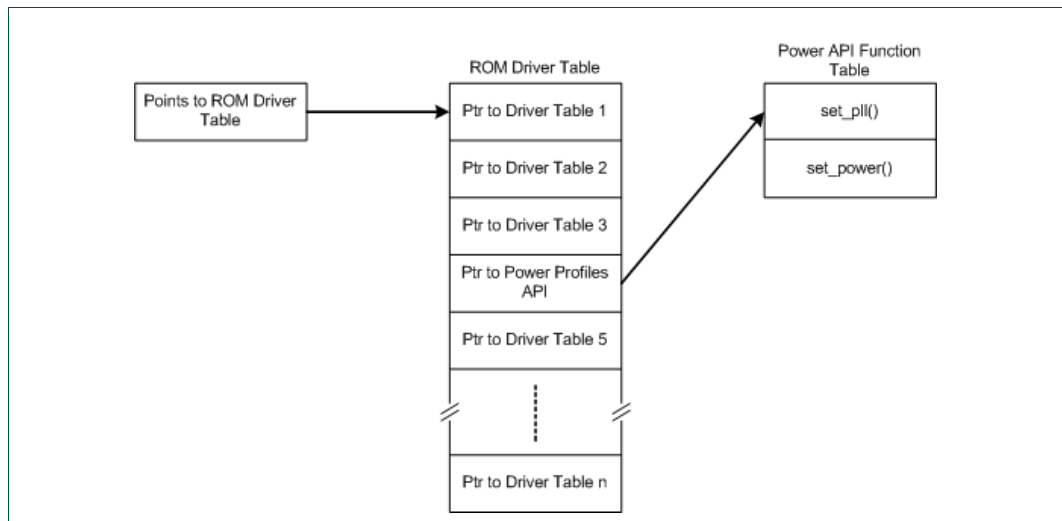 Power API Function
Table
ROM Driver Table
Points to ROM Driver
Table
Ptr to Driver Table 1
set_pll()
Ptr to Driver Table 2
set_power()
Ptr to Driver Table 3
Ptr to Power Profiles
API
Ptr to Driver Table 5
Ptr to Driver Table n